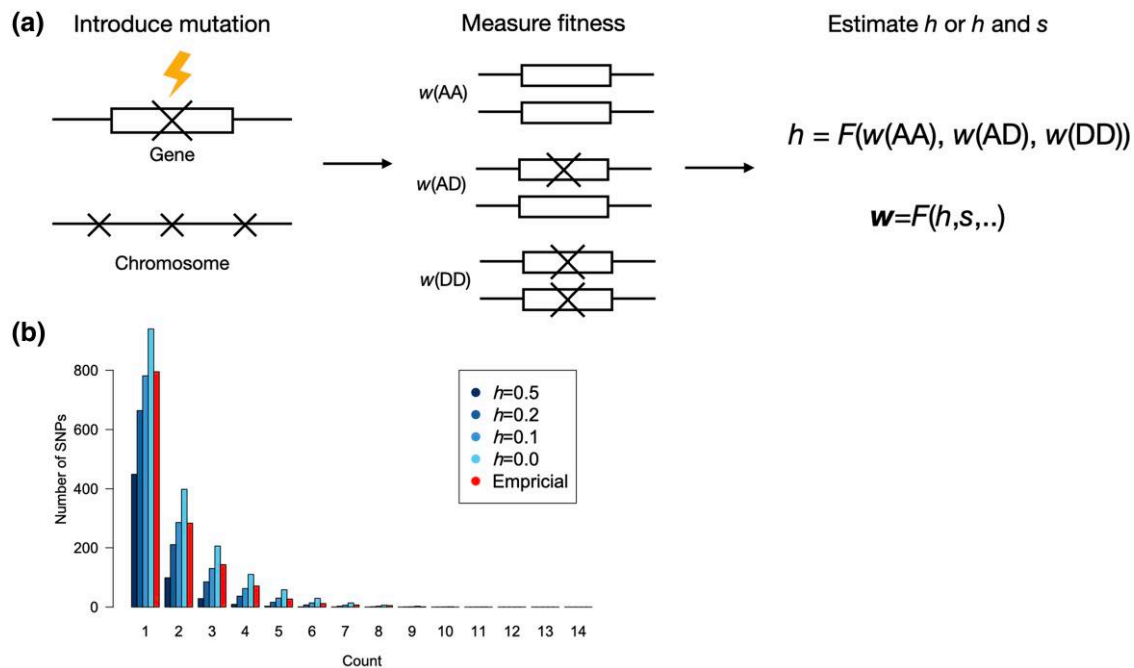 (a)
Introduce mutation
Gene
Chromosome
Measure fitness
w(AA)
w(AD)
w(DD)
Estimate h or h and s
h = F(w(AA), w(AD), w(DD))
w=F(h,s,..)
(b)
Number of SNPs
800
600
400
200
0
1 2 3 4 5 6 7 8 9 10 11 12 13 14
Count
h=0.5
h=0.2
h=0.1
h=0.0
Empricial